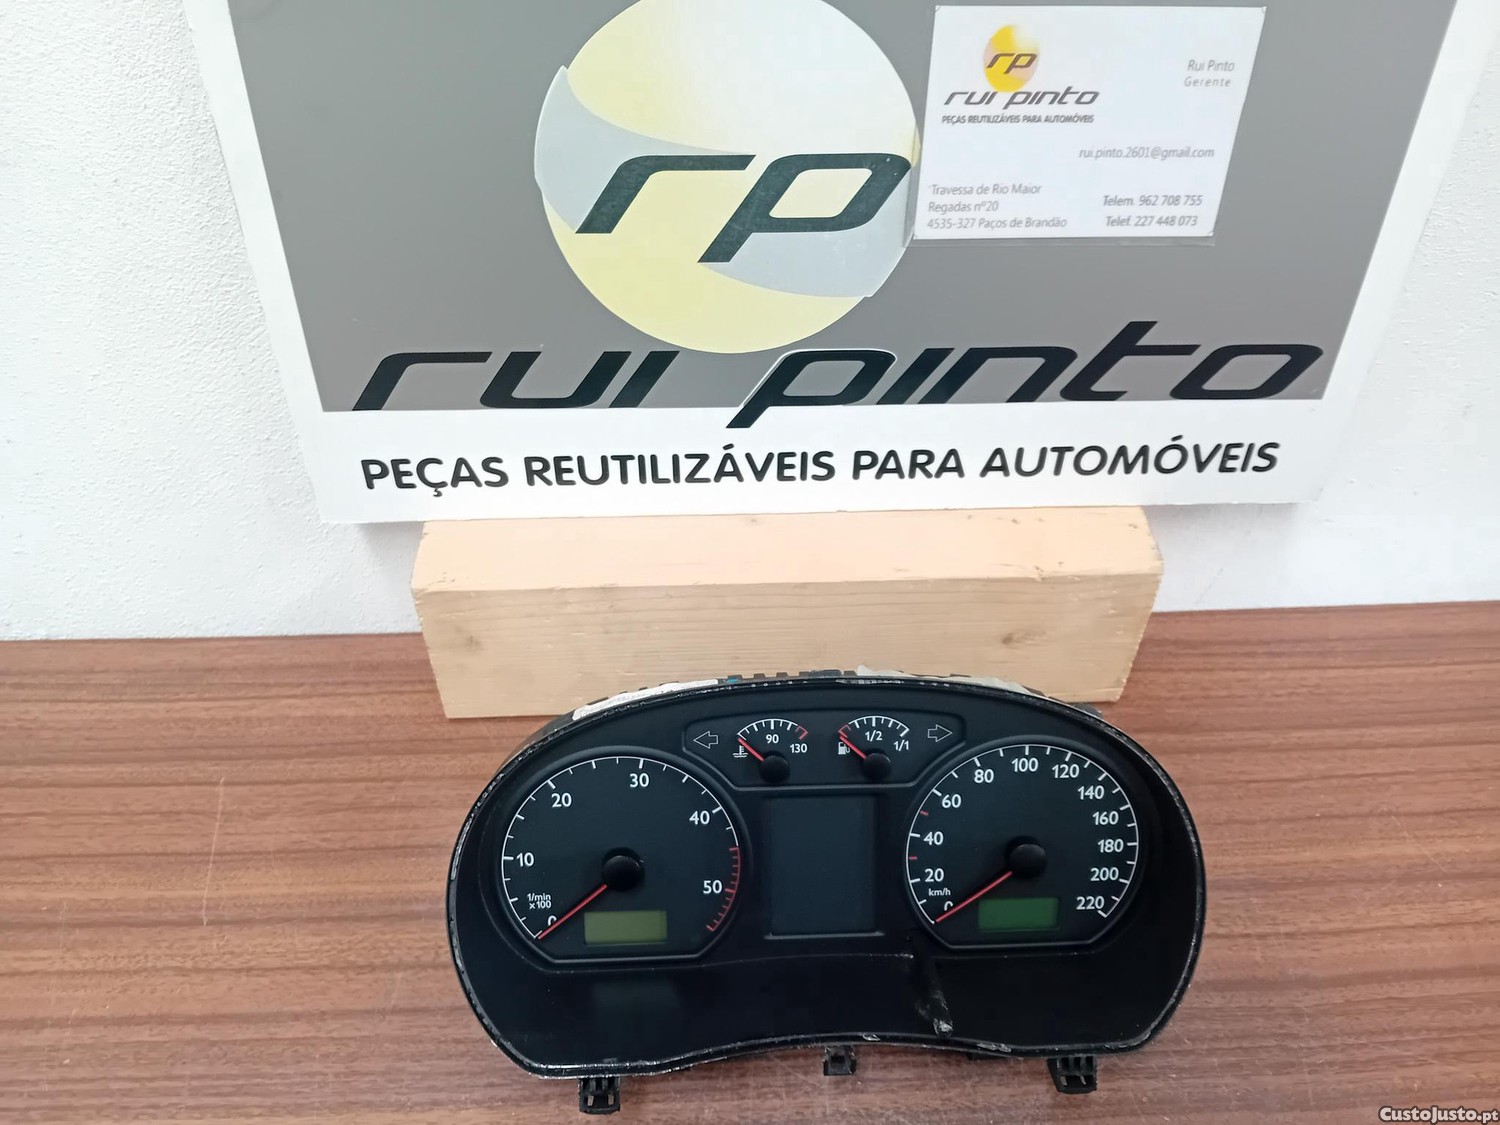 rp
rui pinto
PEÇAS REUTILIZÁVEIS PARA AUTOMÓVEIS
rp
rui pinto
PEÇAS REUTILIZÁVEIS PARA AUTOMÓVEIS
Rui Pinto
Gerente
rui.pinto.2601@gmail.com
Travessa de Rio Maior
Regadas nº20
4535-327 Paços de Brandão
Telem. 962 708 755
Telef. 227 448 073
90
130
1/2
1/1
0
10
20
30
40
50
1/min
x100
0
20
40
60
80
100
120
140
160
180
200
220
km/h
CustoJusto.pt